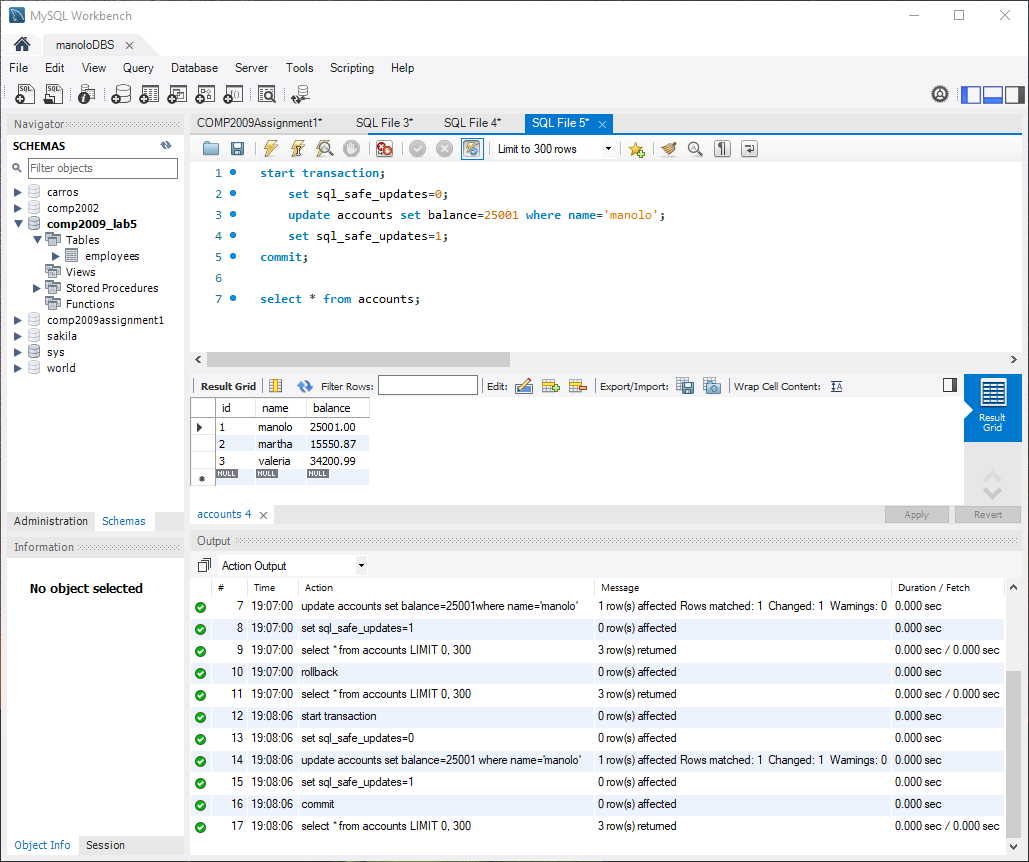 MySQL Workbench
manoloDBS
File Edit View Query Database Server Tools Scripting Help
Navigator
SCHEMAS
Filter objects
carros
comp2002
comp2009_lab5
Tables
employees
Views
Stored Procedures
Functions
comp2009assignment1
sakila
sys
world
Administration Schemas
Information
No object selected
Object Info Session
COMP2009Assignment1* SQL File 3* SQL File 4* SQL File 5*
Limit to 300 rows
1 start transaction;
2 set sql_safe_updates=0;
3 update accounts set balance=25001 where name='manolo';
4 set sql_safe_updates=1;
5 commit;
6
7 select * from accounts;
Result Grid Filter Rows: Edit: Export/Import: Wrap Cell Content: IA
id name balance
1 manolo 25001.00
2 martha 15550.87
3 valeria 34200.99
NULL NULL NULL
Result
Grid
accounts 4 Apply Revert
Output
Action Output
# Time Action Message Duration / Fetch
7 19:07:00 update accounts set balance=25001where name='manolo' 1 row(s) affected Rows matched: 1 Changed: 1 Warnings: 0 0.000 sec
8 19:07:00 set sql_safe_updates=1 0 row(s) affected 0.000 sec
9 19:07:00 select * from accounts LIMIT 0, 300 3 row(s) returned 0.000 sec / 0.000 sec
10 19:07:00 rollback 0 row(s) affected 0.000 sec
11 19:07:00 select * from accounts LIMIT 0, 300 3 row(s) returned 0.000 sec / 0.000 sec
12 19:08:06 start transaction 0 row(s) affected 0.000 sec
13 19:08:06 set sql_safe_updates=0 0 row(s) affected 0.000 sec
14 19:08:06 update accounts set balance=25001 where name='manolo' 1 row(s) affected Rows matched: 1 Changed: 1 Warnings: 0 0.000 sec
15 19:08:06 set sql_safe_updates=1 0 row(s) affected 0.000 sec
16 19:08:06 commit 0 row(s) affected 0.000 sec
17 19:08:06 select * from accounts LIMIT 0, 300 3 row(s) returned 0.000 sec / 0.000 sec